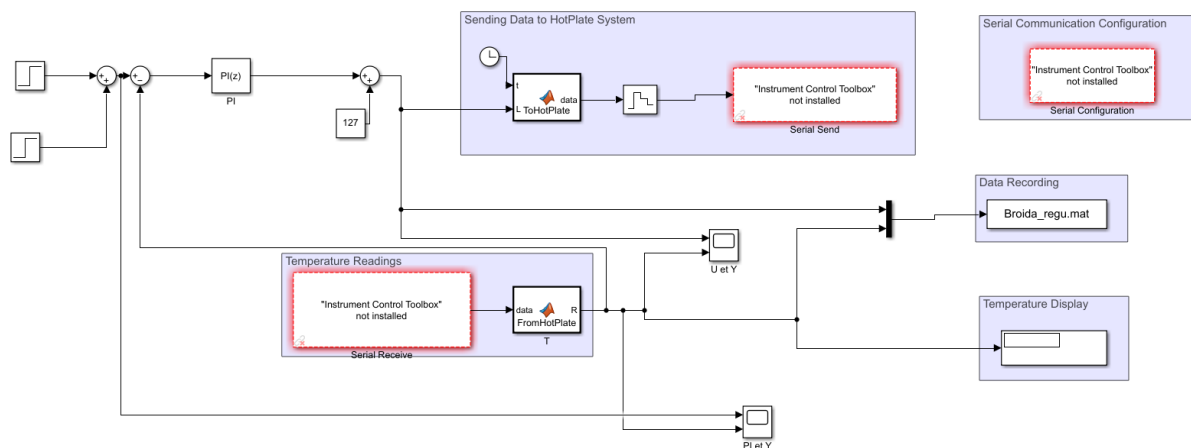 Sending Data to HotPlate System
Serial Communication Configuration
+
+
+
−
PI(z)
PI
+
+
127
t
L
ToHotPlate
data
"Instrument Control Toolbox"
not installed
Serial Send
"Instrument Control Toolbox"
not installed
Serial Configuration
Data Recording
Broida_regu.mat
U et Y
Temperature Readings
"Instrument Control Toolbox"
not installed
Serial Receive
data
R
FromHotPlate
T
Temperature Display
PI et Y